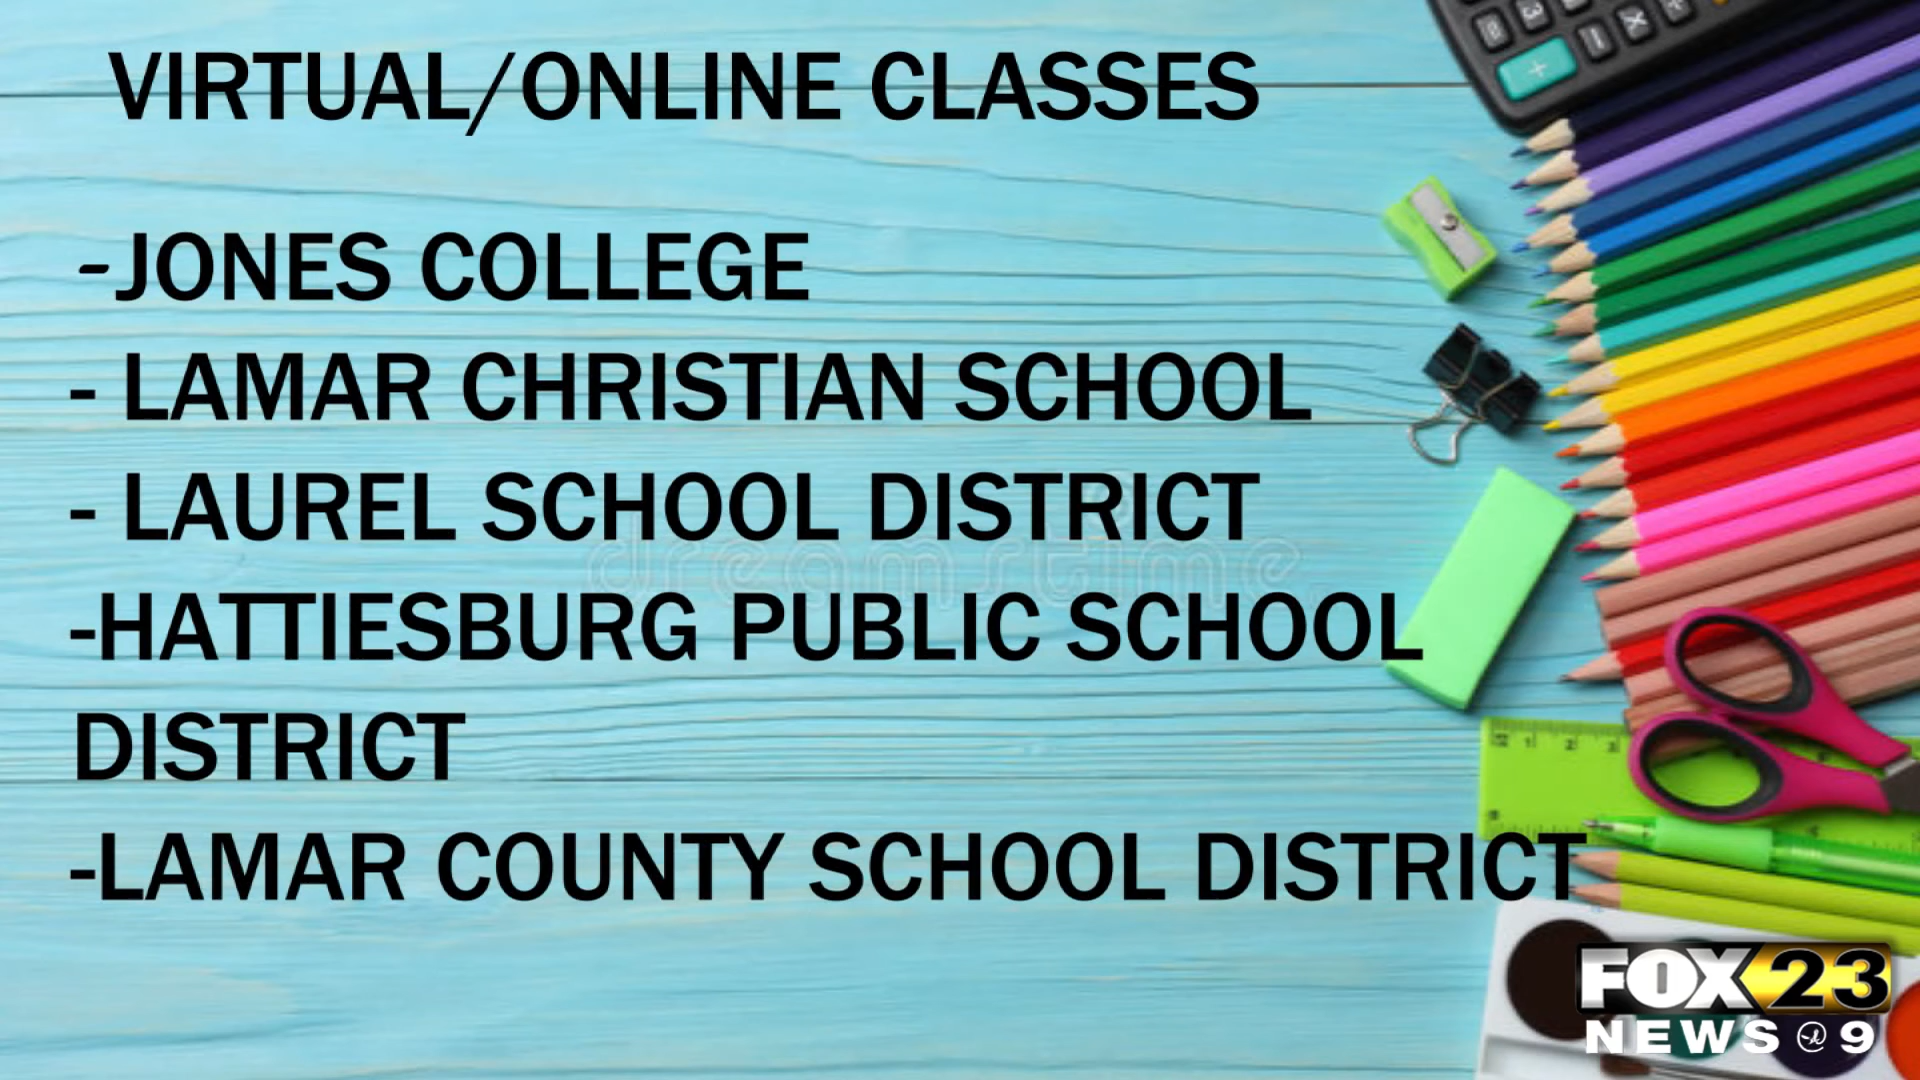 VIRTUAL/ONLINE CLASSES
-JONES COLLEGE
- LAMAR CHRISTIAN SCHOOL
- LAUREL SCHOOL DISTRICT
-HATTIESBURG PUBLIC SCHOOL
DISTRICT
-LAMAR COUNTY SCHOOL DISTRICT
dreamstime
FOX 23
NEWS @ 9